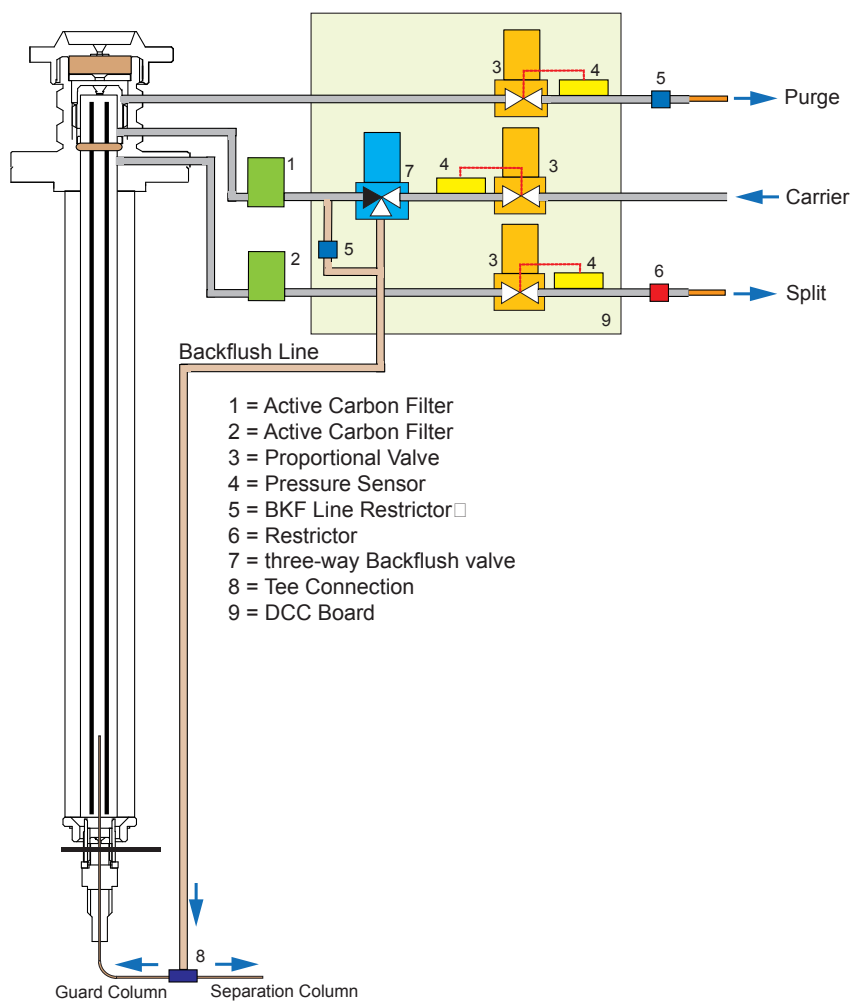 3
4
5
Purge
1
4
3
7
Carrier
5
2
3
4
6
Split
9
Backflush Line
1 = Active Carbon Filter
2 = Active Carbon Filter
3 = Proportional Valve
4 = Pressure Sensor
5 = BKF Line Restrictor□
6 = Restrictor
7 = three-way Backflush valve
8 = Tee Connection
9 = DCC Board
8
Guard Column
Separation Column